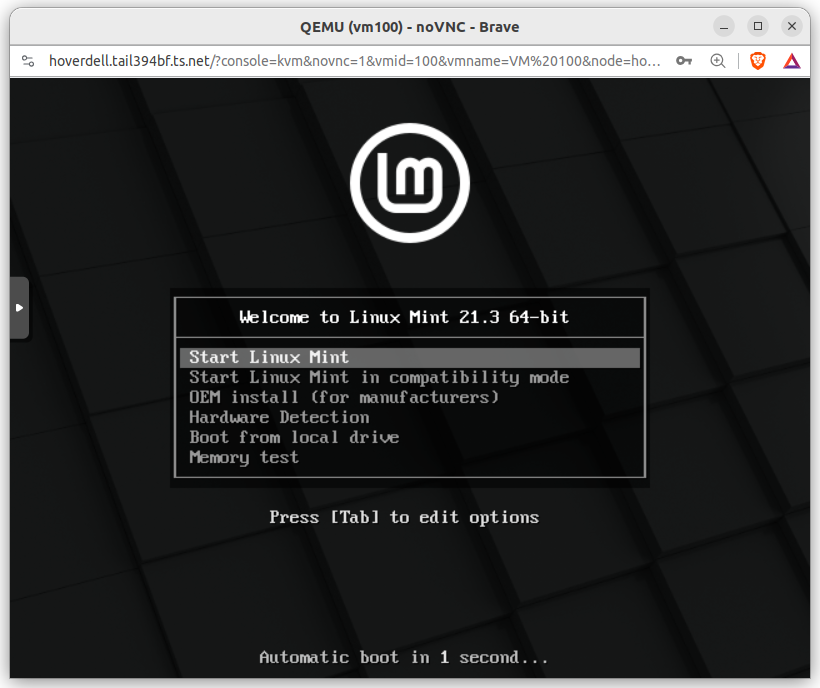 QEMU (vm100) - noVNC - Brave
hoverdell.tail394bf.ts.net/?console=kvm&novnc=1&vmid=100&vmname=VM%20100&node=ho...
lm
Welcome to Linux Mint 21.3 64-bit
Start Linux Mint
Start Linux Mint in compatibility mode
OEM install (for manufacturers)
Hardware Detection
Boot from local drive
Memory test
Press [Tab] to edit options
Automatic boot in 1 second...